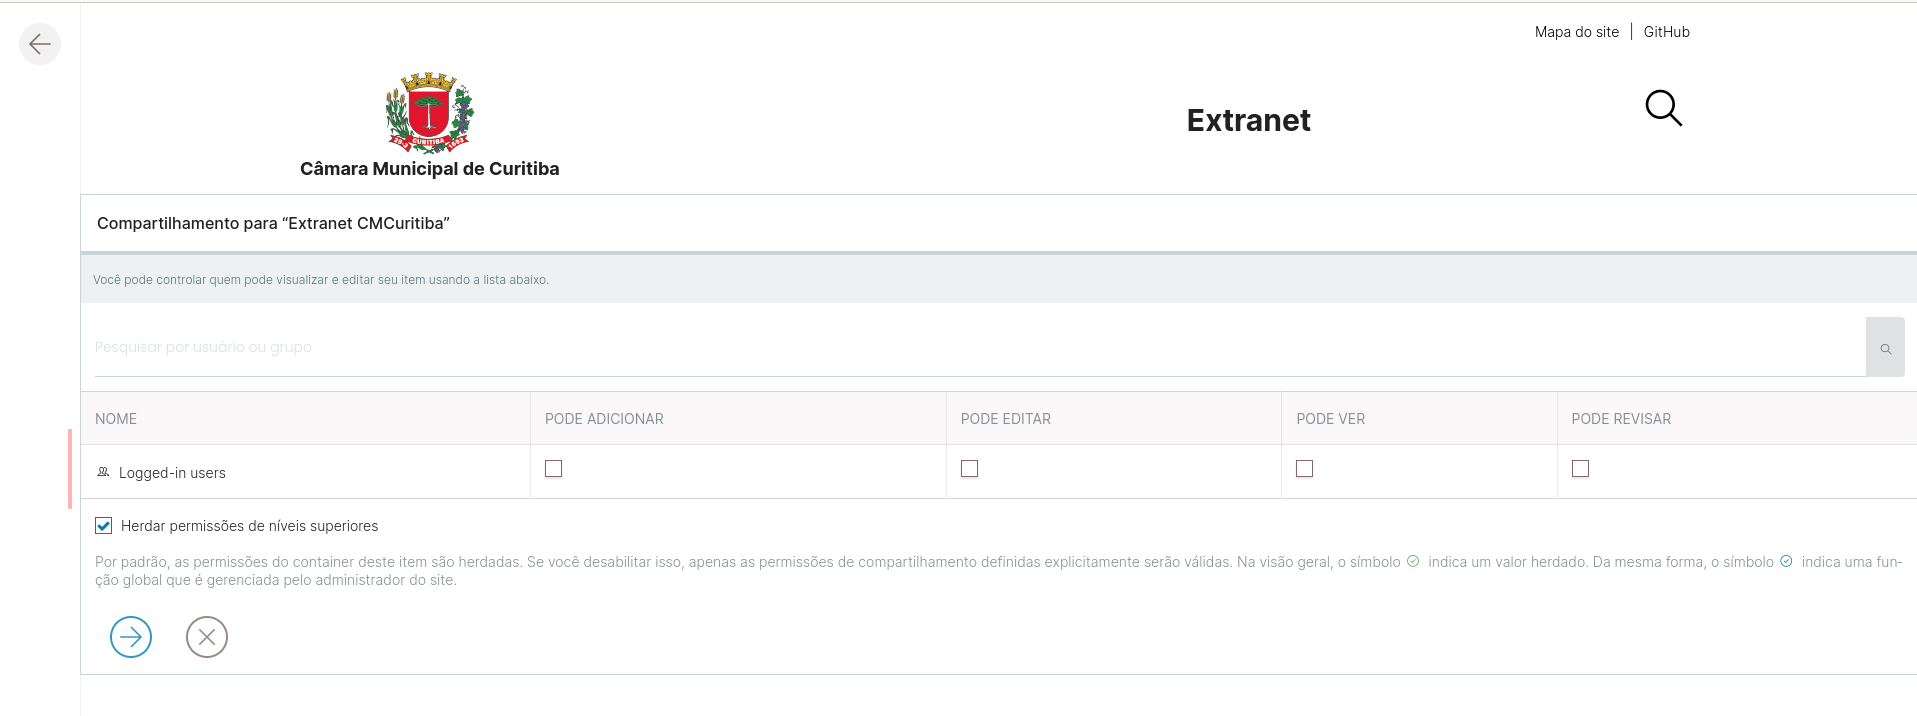 Mapa do site | GitHub
CURITIBA
1693
Câmara Municipal de Curitiba
Extranet
Compartilhamento para “Extranet CMCuritiba”
Você pode controlar quem pode visualizar e editar seu item usando a lista abaixo.
Pesquisar por usuário ou grupo
NOME PODE ADICIONAR PODE EDITAR PODE VER PODE REVISAR
Logged-in users
Herdar permissões de níveis superiores
Por padrão, as permissões do container deste item são herdadas. Se você desabilitar isso, apenas as permissões de compartilhamento definidas explicitamente serão válidas. Na visão geral, o símbolo indica um valor herdado. Da mesma forma, o símbolo indica uma fun-
ção global que é gerenciada pelo administrador do site.